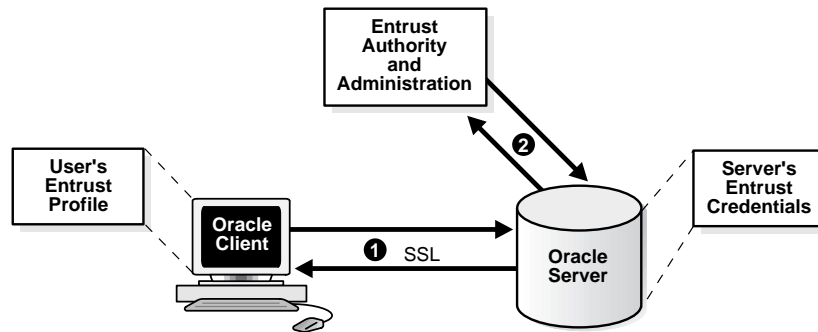 Entrust
Authority
and
Administration
2
User's
Entrust
Profile
Server's
Entrust
Credentials
Oracle
Client
1 SSL
Oracle
Server